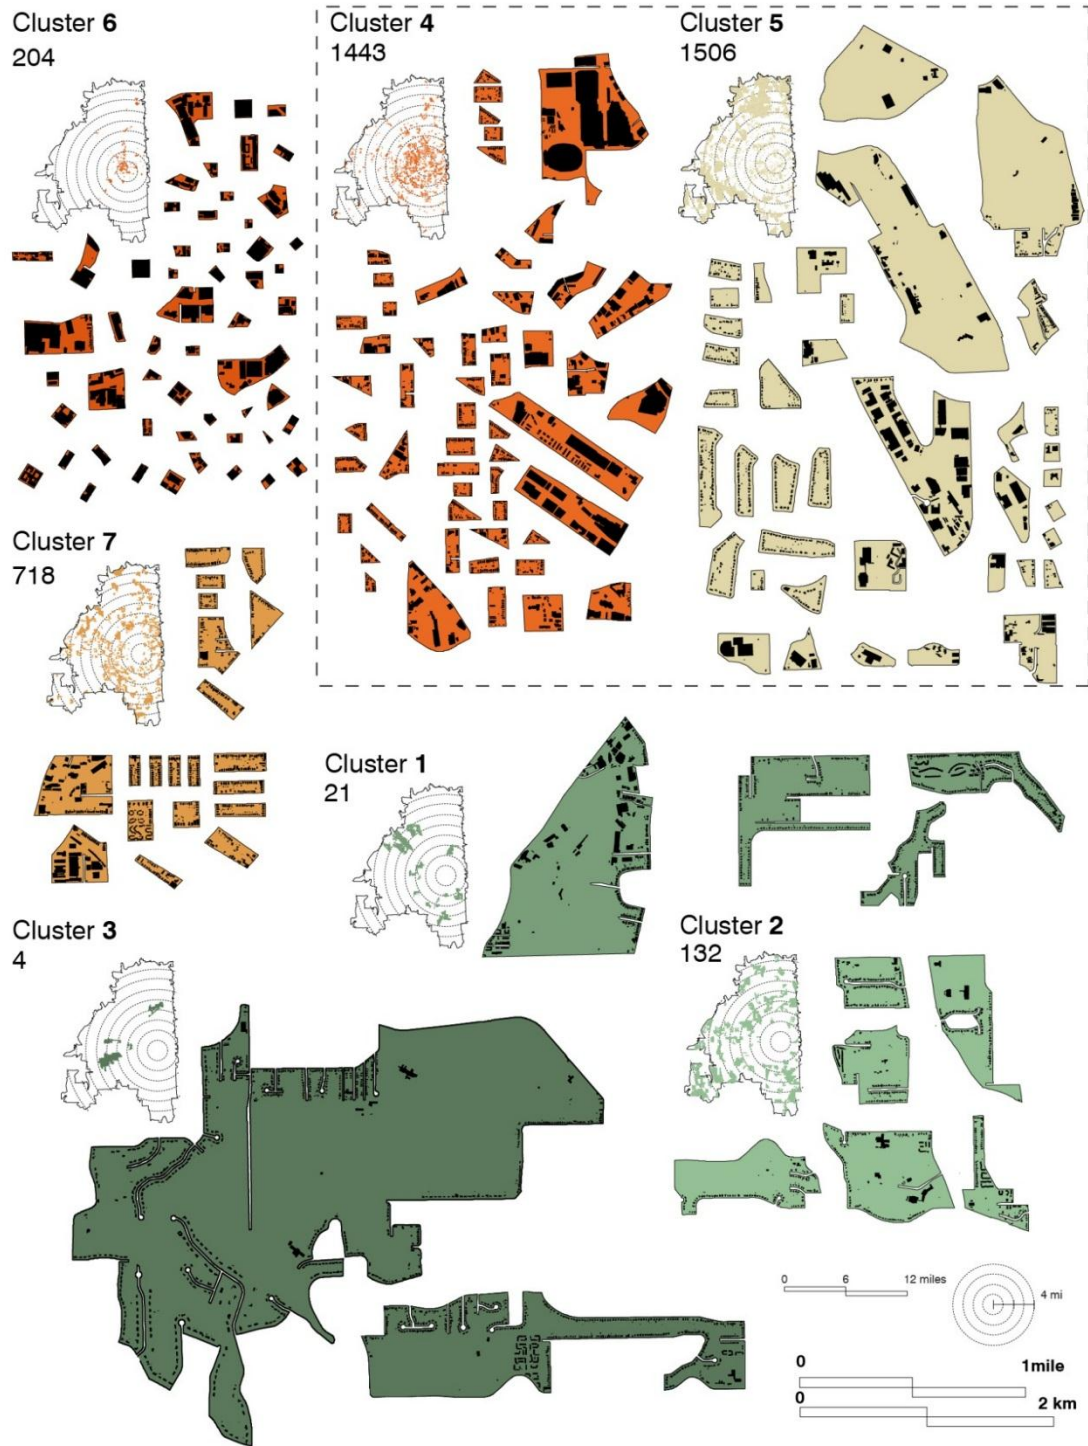 Cluster 6
204
Cluster 4
1443
Cluster 5
1506
Cluster 7
718
Cluster 1
21
Cluster 3
4
Cluster 2
132
0 6 12 miles
4 mi
0 1mile
0 2 km